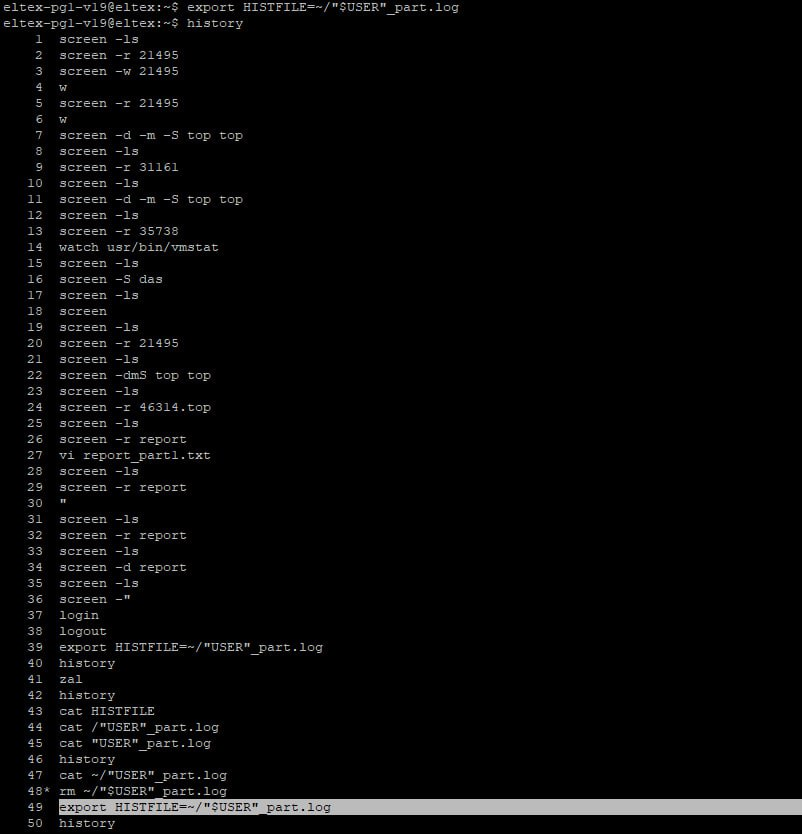 eltex-pg1-v19@eltex:~$ export HISTFILE=~/"$USER"_part.log
eltex-pg1-v19@eltex:~$ history
1 screen -ls
2 screen -r 21495
3 screen -w 21495
4 w
5 screen -r 21495
6 w
7 screen -d -m -S top top
8 screen -ls
9 screen -r 31161
10 screen -ls
11 screen -d -m -S top top
12 screen -ls
13 screen -r 35738
14 watch usr/bin/vmstat
15 screen -ls
16 screen -S das
17 screen -ls
18 screen
19 screen -ls
20 screen -r 21495
21 screen -ls
22 screen -dmS top top
23 screen -ls
24 screen -r 46314.top
25 screen -ls
26 screen -r report
27 vi report_part1.txt
28 screen -ls
29 screen -r report
30 "
31 screen -ls
32 screen -r report
33 screen -ls
34 screen -d report
35 screen -ls
36 screen -"
37 login
38 logout
39 export HISTFILE=~/"USER"_part.log
40 history
41 zal
42 history
43 cat HISTFILE
44 cat /"USER"_part.log
45 cat "USER"_part.log
46 history
47 cat ~/"USER"_part.log
48* rm ~/"$USER"_part.log
49 export HISTFILE=~/"$USER"_part.log
50 history